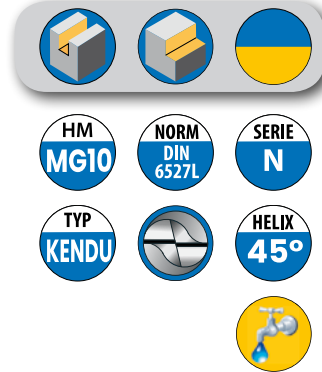 HM
MG10
NORM
DIN
6527L
SERIE
N
TYP
KENDU
HELIX
45°